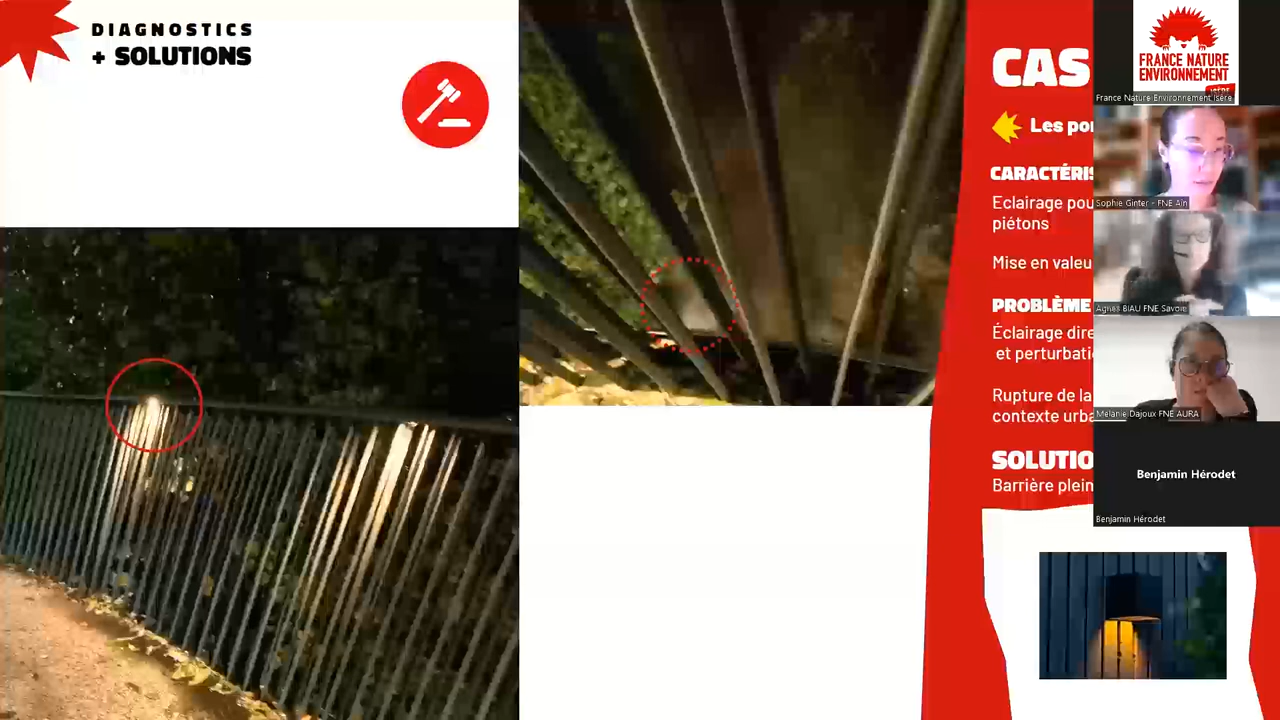 DIAGNOSTICS
+ SOLUTIONS
CAS
Les po
CARACTÉRIS
Eclairage pou
piétons
Mise en valeu
PROBLÈME
Éclairage dire
et perturbati
Rupture de la
contexte urba
SOLUTIO
Barrière plein
FRANCE NATURE
ENVIRONNEMENT
ISÈRE
France Nature Environnement Isère
Sophie Ginter - FNE Ain
Agnès BIAU FNE Savoie
Mélanie Dajoux FNE AURA
Benjamin Hérodet
Benjamin Hérodet